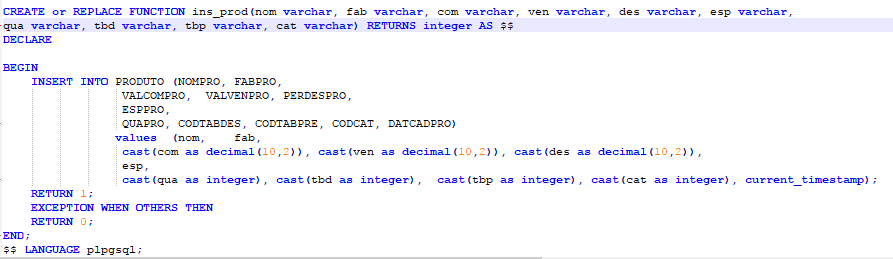 CREATE or REPLACE FUNCTION ins_prod(nom varchar, fab varchar, com varchar, ven varchar, des varchar, esp varchar,
qua varchar, tbd varchar, tbp varchar, cat varchar) RETURNS integer AS $$
DECLARE
BEGIN
INSERT INTO PRODUTO (NOMPRO, FABPRO,
VALCOMPRO, VALVENPRO, PERDESPRO,
ESPPRO,
QUAPRO, CODTABDES, CODTABPRE, CODCAT, DATCADPRO)
values (nom, fab,
cast(com as decimal(10,2)), cast(ven as decimal(10,2)), cast(des as decimal(10,2)),
esp,
cast(qua as integer), cast(tbd as integer), cast(tbp as integer), cast(cat as integer), current_timestamp);
RETURN 1;
EXCEPTION WHEN OTHERS THEN
RETURN 0;
END;
$$ LANGUAGE plpgsql;